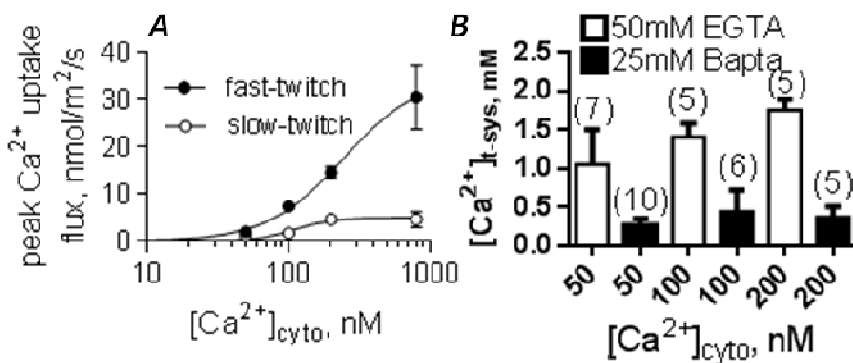 A
peak Ca2+ uptake
flux, nmol/m2/s
40
30
20
10
0
fast-twitch
slow-twitch
10
100
1000
[Ca2+]cyto, nM
B
50mM EGTA
25mM Bapta
[Ca2+]t-sys, mM
2.5
2.0
1.5
1.0
0.5
0.0
(7)
(10)
(5)
(6)
(5)
(5)
50
50
100
100
200
200
[Ca2+]cyto, nM